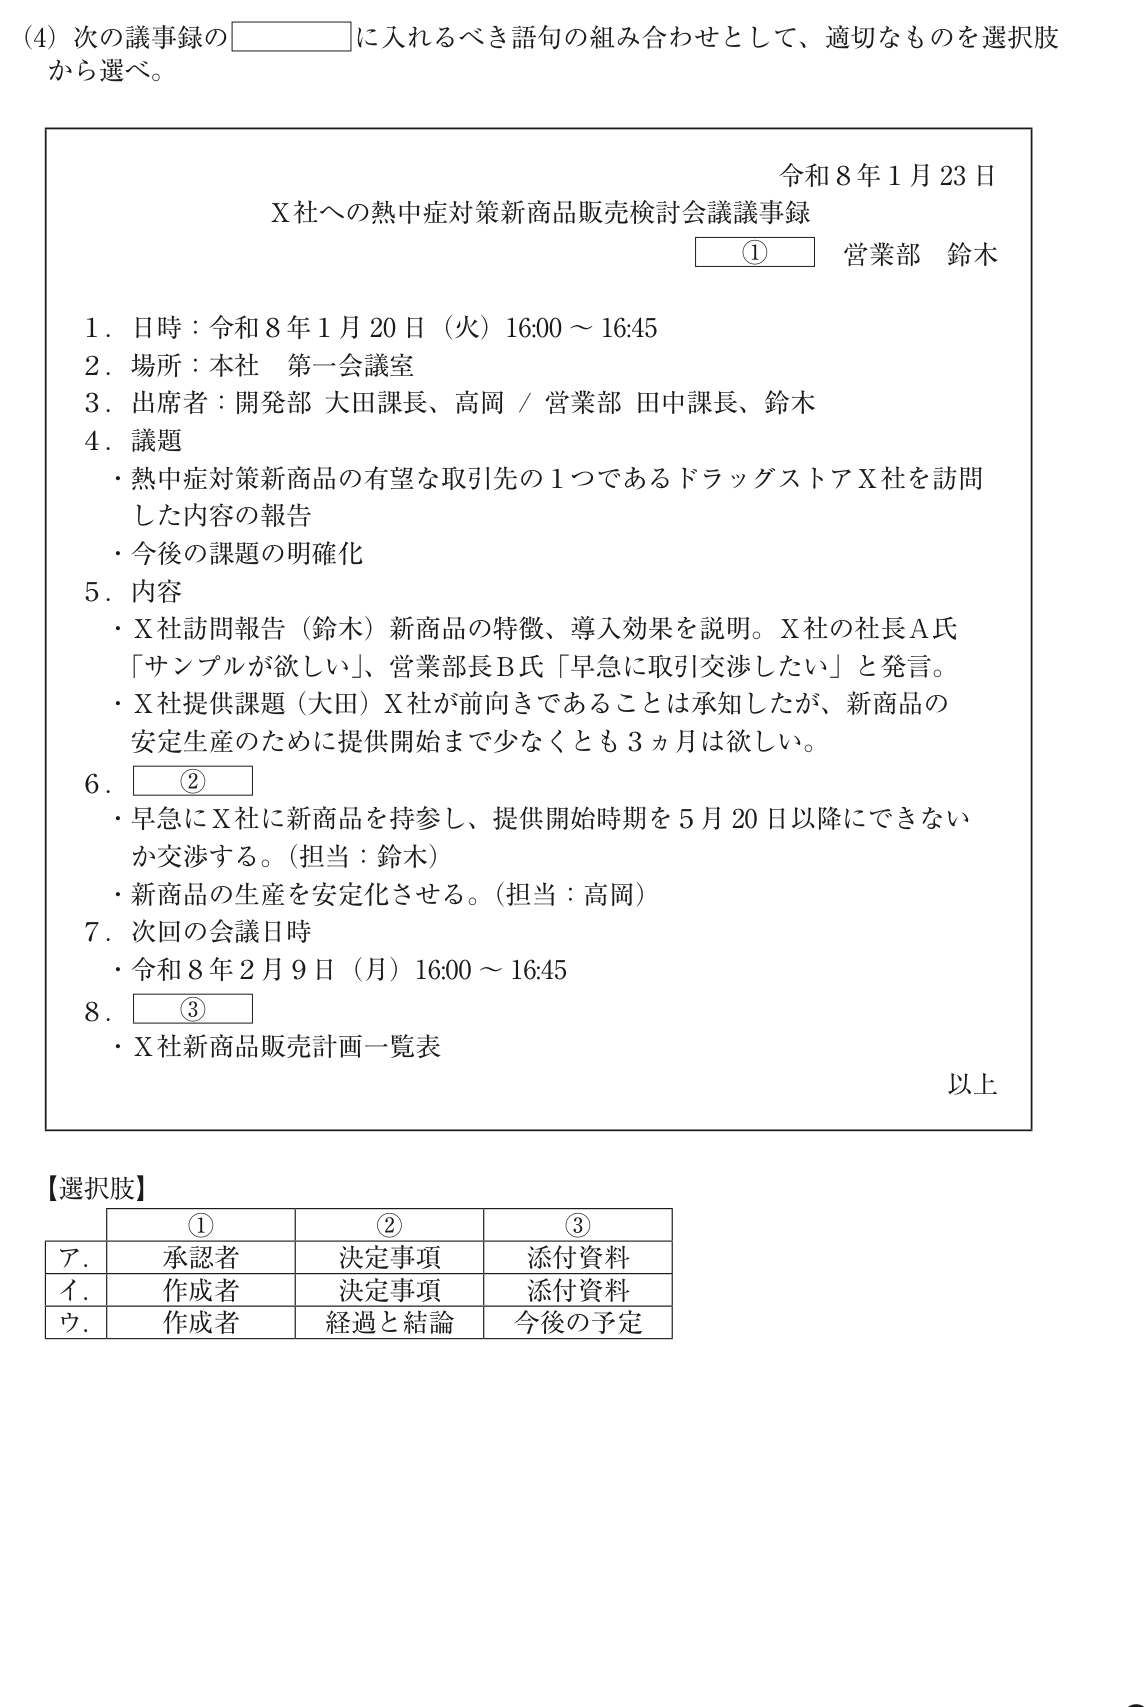 （4）次の議事録の　　　　に入れるべき語句の組み合わせとして、適切なものを選択肢
から選べ。
令和８年１月 23 日
Ｘ社への熱中症対策新商品販売検討会議議事録
①　営業部　鈴木
１．日時：令和８年１月 20 日（火）16:00 ～ 16:45
２．場所：本社　第一会議室
３．出席者：開発部 大田課長、高岡 / 営業部 田中課長、鈴木
４．議題
・熱中症対策新商品の有望な取引先の１つであるドラッグストアＸ社を訪問
した内容の報告
・今後の課題の明確化
５．内容
・Ｘ社訪問報告（鈴木）新商品の特徴、導入効果を説明。Ｘ社の社長Ａ氏
「サンプルが欲しい」、営業部長Ｂ氏「早急に取引交渉したい」と発言。
・Ｘ社提供課題（大田）Ｘ社が前向きであることは承知したが、新商品の
安定生産のために提供開始まで少なくとも３ヵ月は欲しい。
６．②
・早急にＸ社に新商品を持参し、提供開始時期を５月 20 日以降にできない
か交渉する。（担当：鈴木）
・新商品の生産を安定化させる。（担当：高岡）
７．次回の会議日時
・令和８年２月９日（月）16:00 ～ 16:45
８．③
・Ｘ社新商品販売計画一覧表
以上
【選択肢】
① ② ③
ア． 承認者 決定事項 添付資料
イ． 作成者 決定事項 添付資料
ウ． 作成者 経過と結論 今後の予定